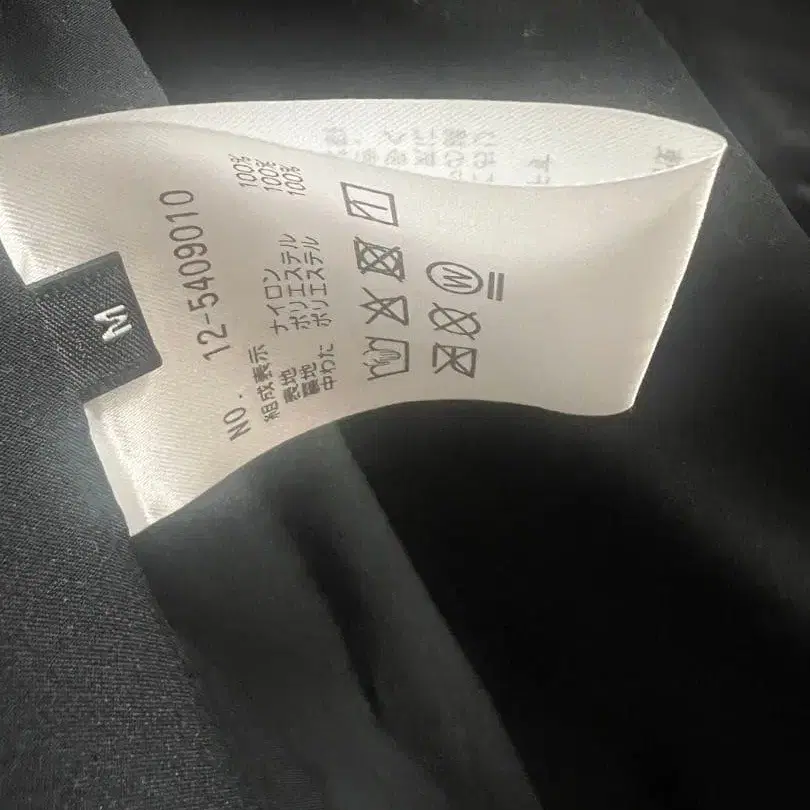 M
NO. 12-5409010
組成表示
表地 ナイロン 100%
裏地 ポリエステル 100%
中わた ポリエステル 100%
W